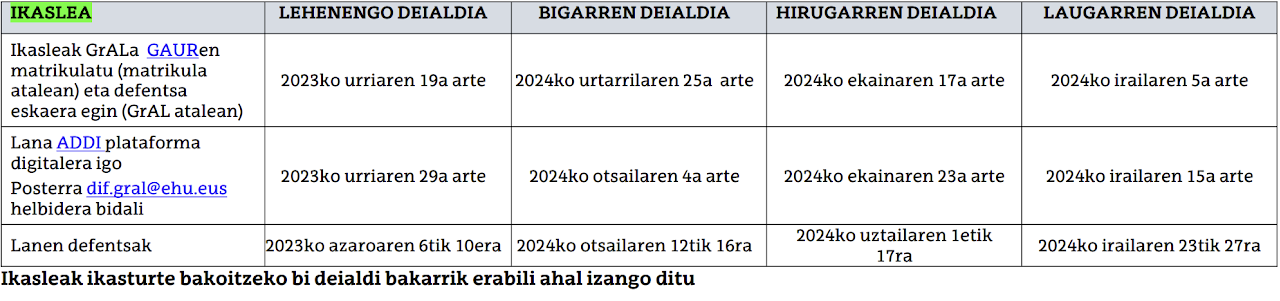 IKASLEA LEHENENGO DEIALDIA BIGARREN DEIALDIA HIRUGARREN DEIALDIA LAUGARREN DEIALDIA
Ikasleak GrALa GAURen
matrikulatu (matrikula
atalean) eta defentsa
eskaera egin (GrAL atalean)
2023ko urriaren 19a arte
2024ko urtarrilaren 25a arte
2024ko ekainaren 17a arte
2024ko irailaren 5a arte
Lana ADDI plataforma
digitalera igo
Posterra dif.gral@ehu.eus
helbidera bidali
2023ko urriaren 29a arte
2024ko otsailaren 4a arte
2024ko ekainaren 23a arte
2024ko irailaren 15a arte
Lanen defentsak
2023ko azaroaren 6tik 10era
2024ko otsailaren 12tik 16ra
2024ko uztailaren 1etik
17ra
2024ko irailaren 23tik 27ra
Ikasleak ikasturte bakoitzeko bi deialdi bakarrik erabili ahal izango ditu